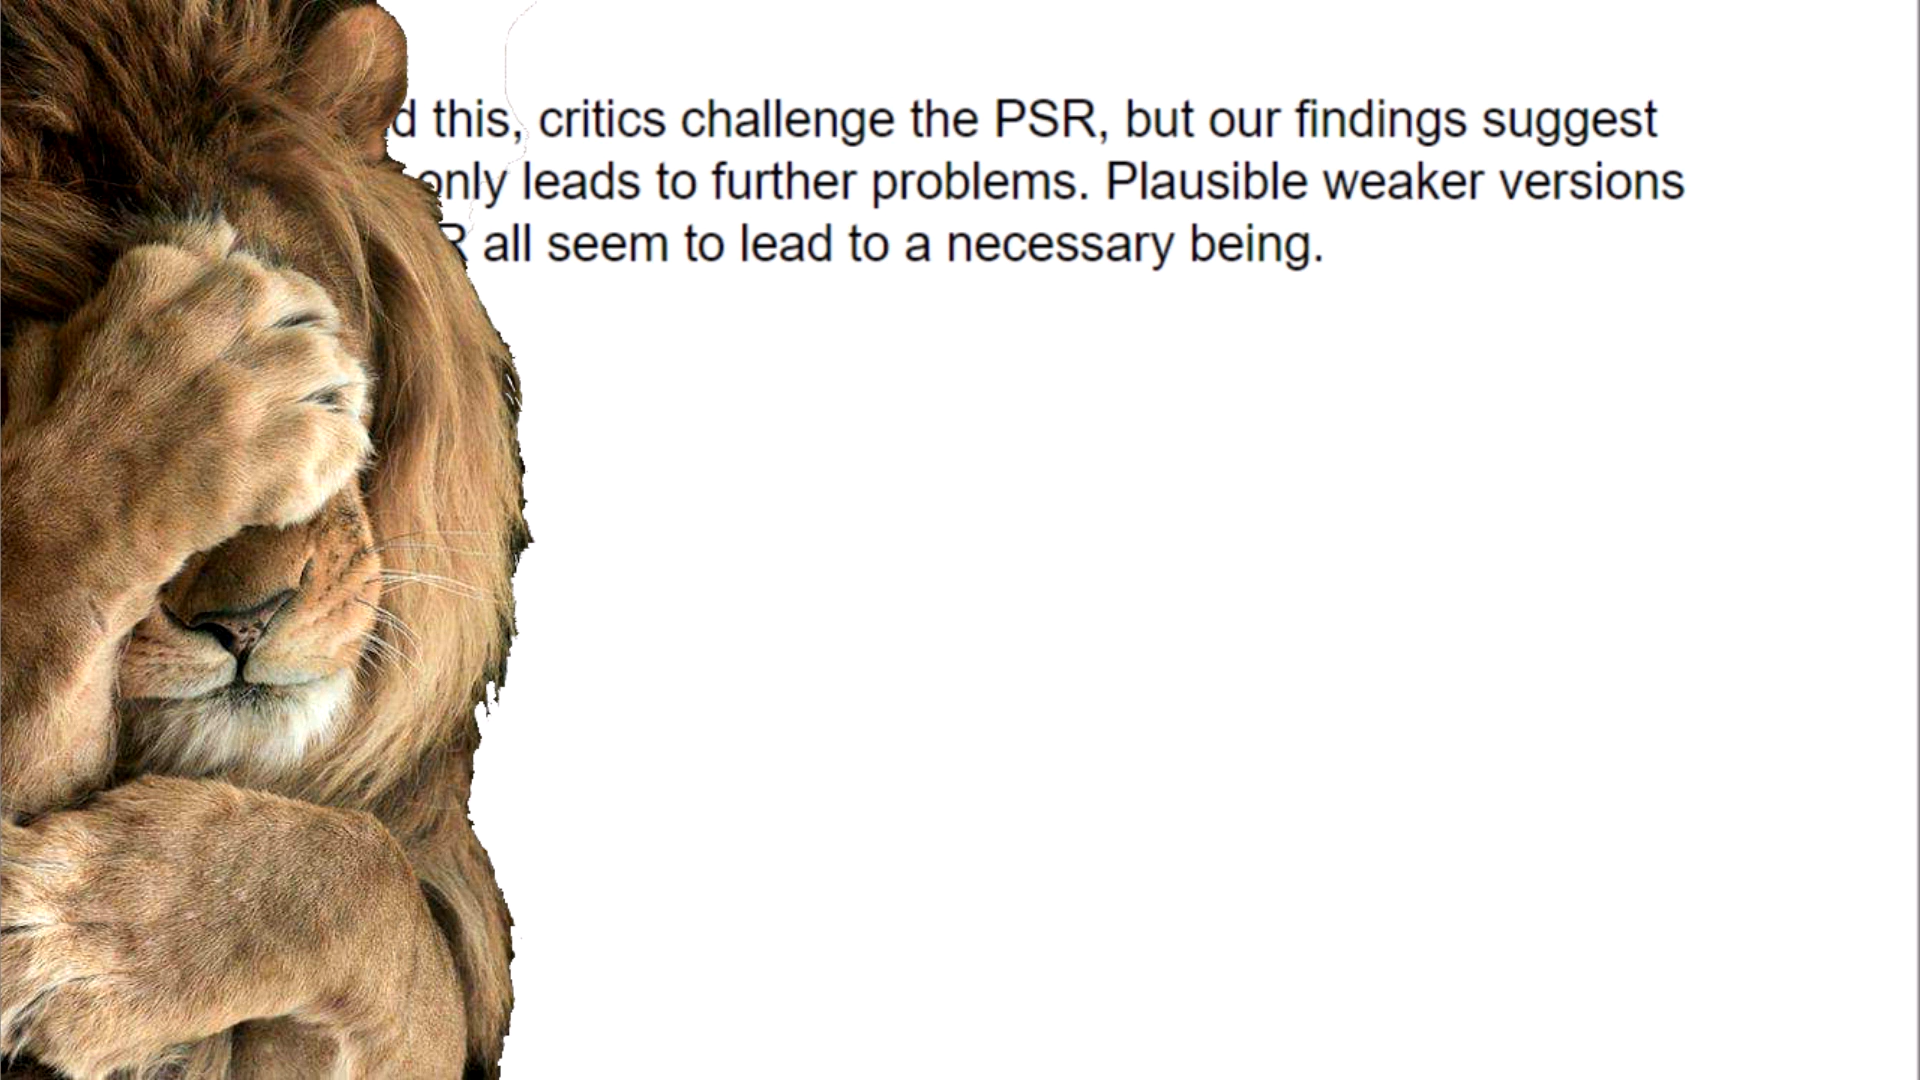 this, critics challenge the PSR, but our findings suggest
only leads to further problems. Plausible weaker versions
all seem to lead to a necessary being.